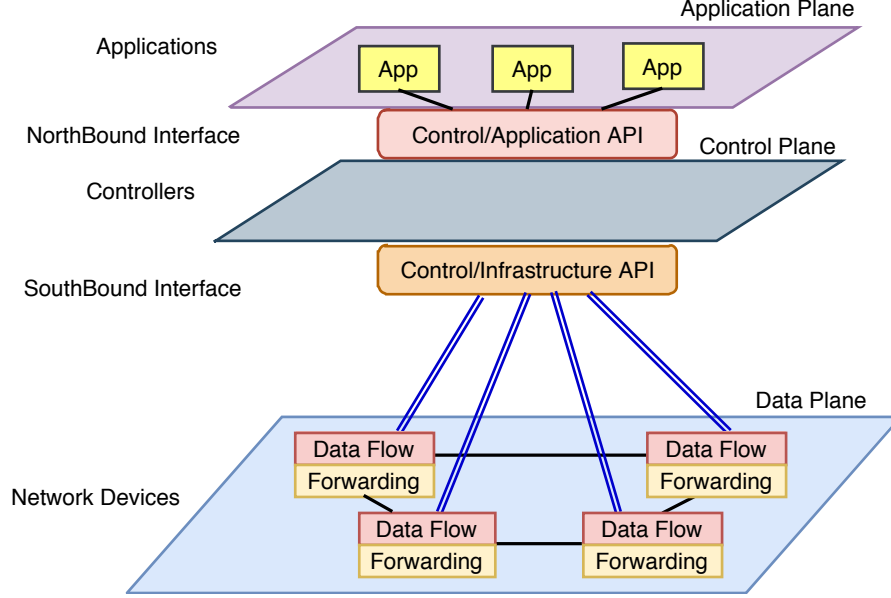 Application Plane
Applications
App
App
App
NorthBound Interface
Control/Application API
Control Plane
Controllers
Control/Infrastructure API
SouthBound Interface
Data Plane
Data Flow
Forwarding
Data Flow
Forwarding
Network Devices
Data Flow
Forwarding
Data Flow
Forwarding